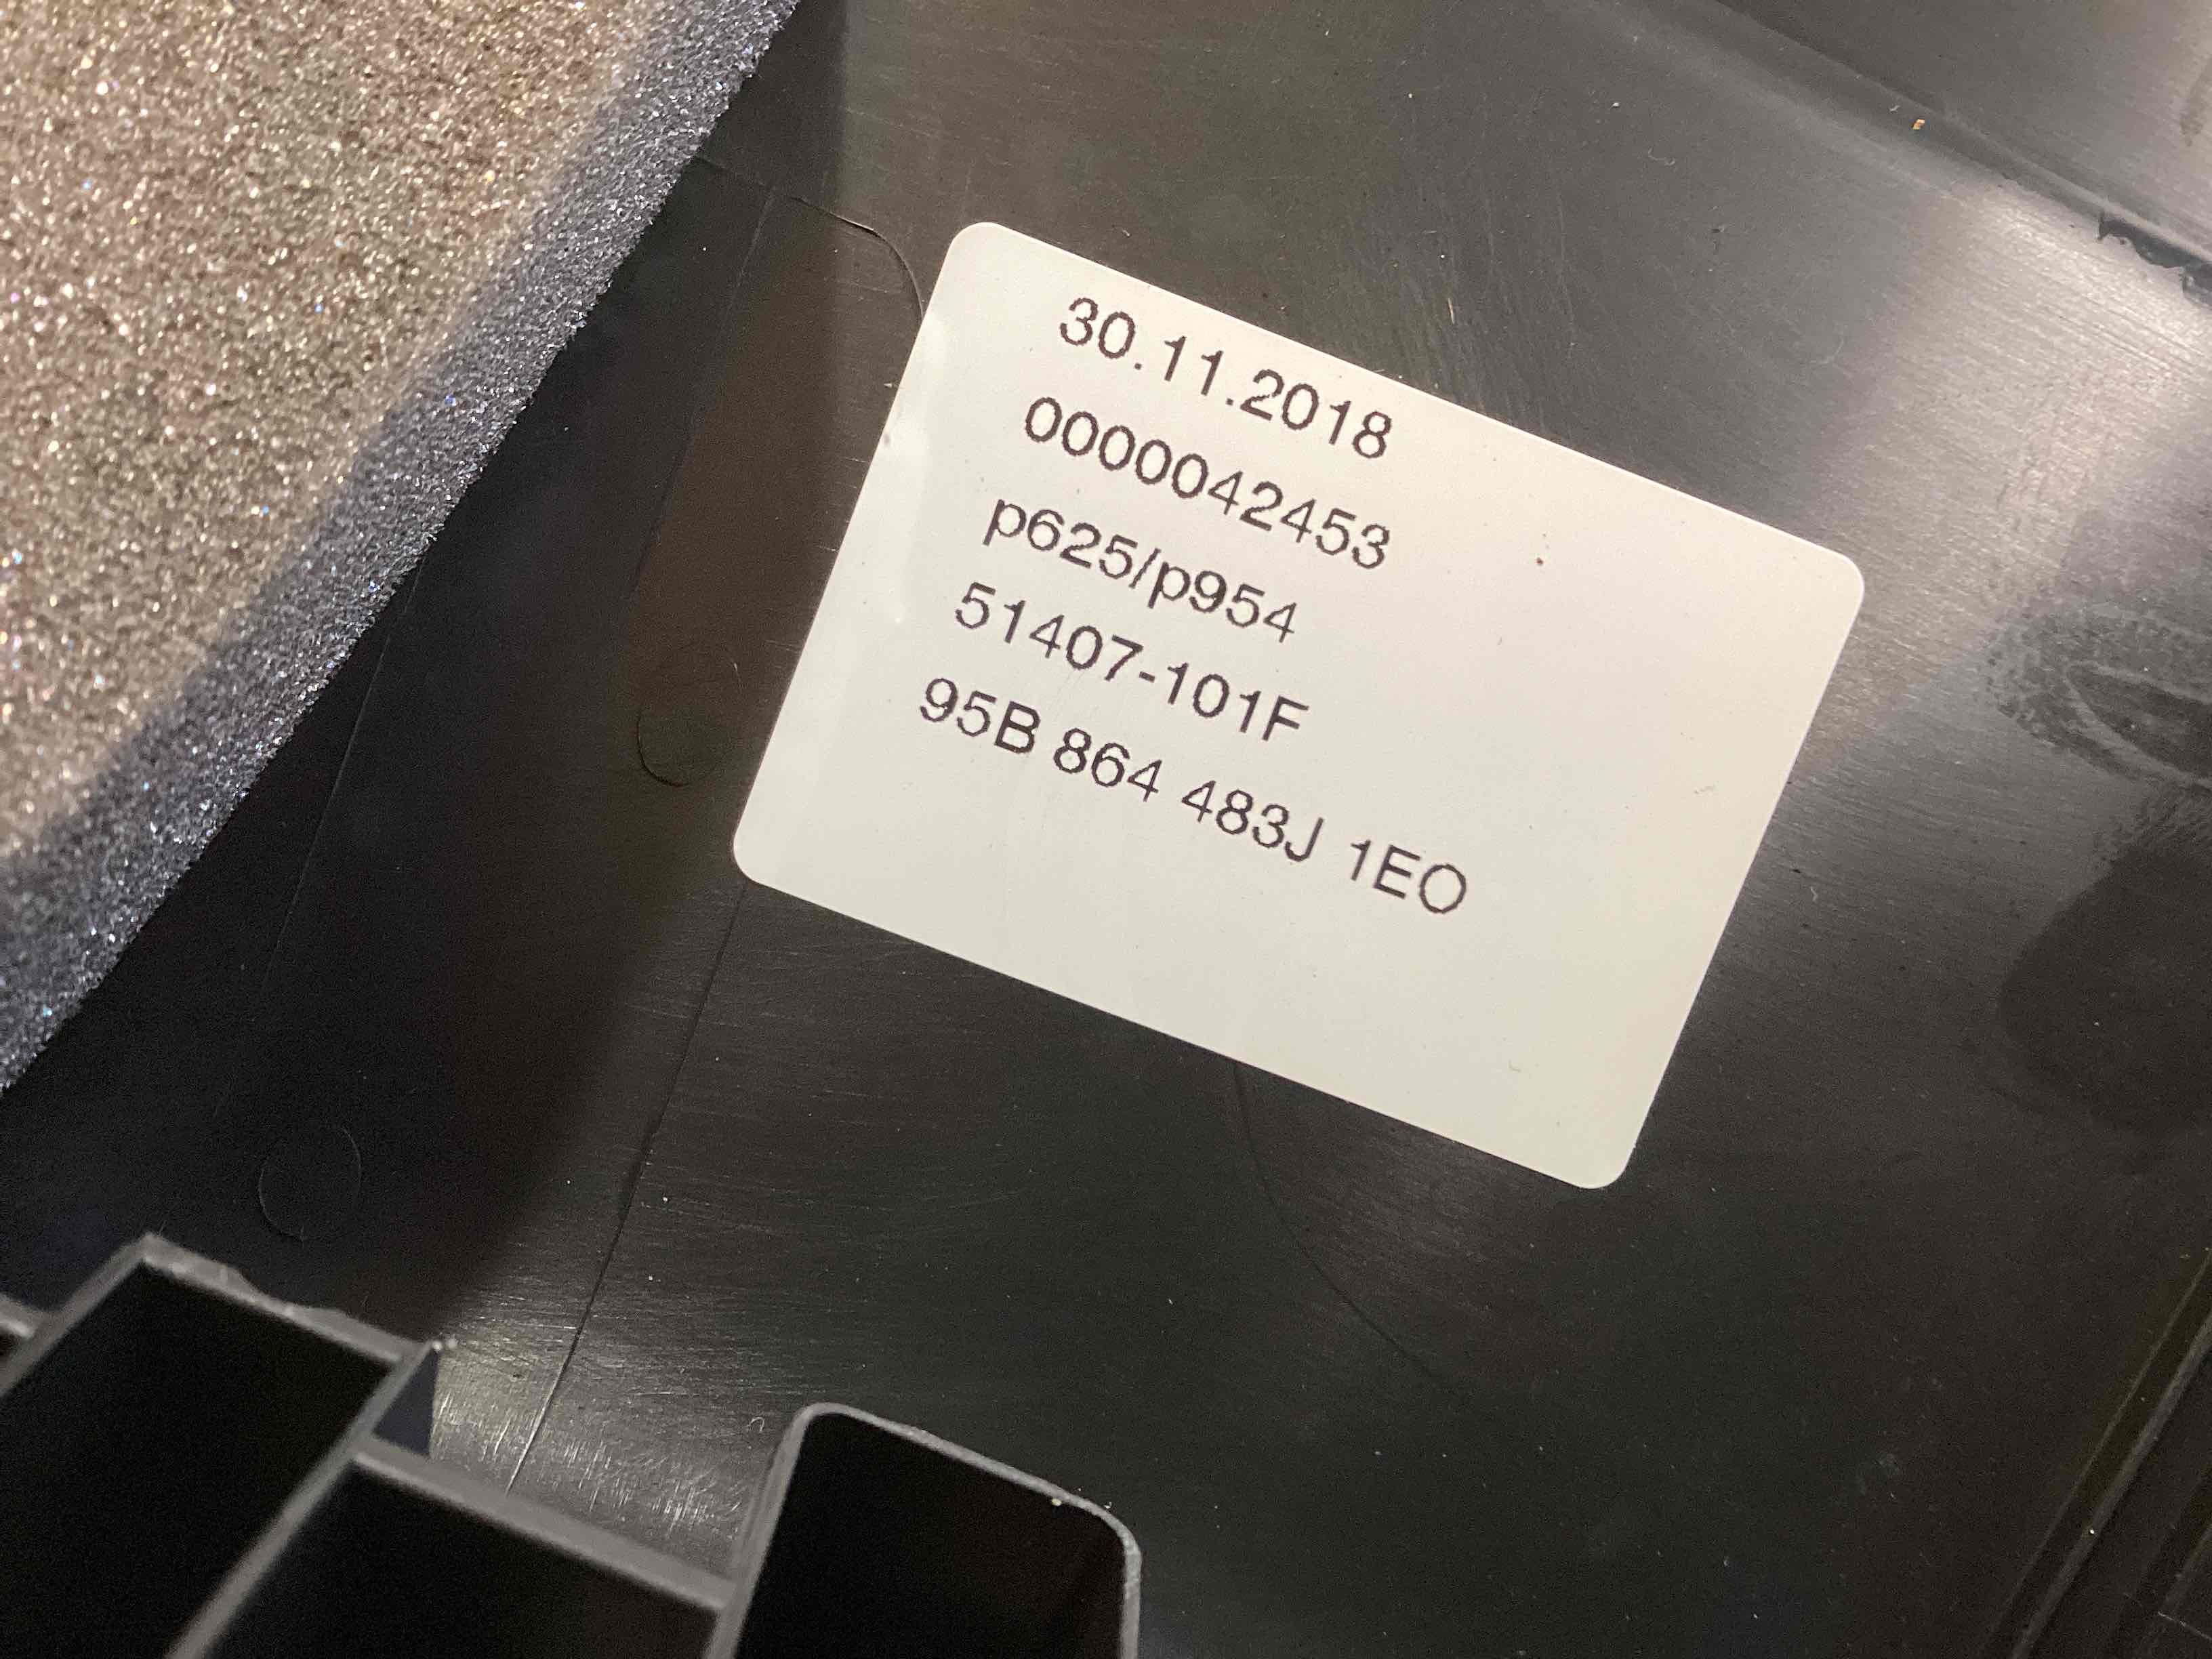 30.11.2018
0000042453
p625/p954
51407-101F
95B 864 483J 1EO